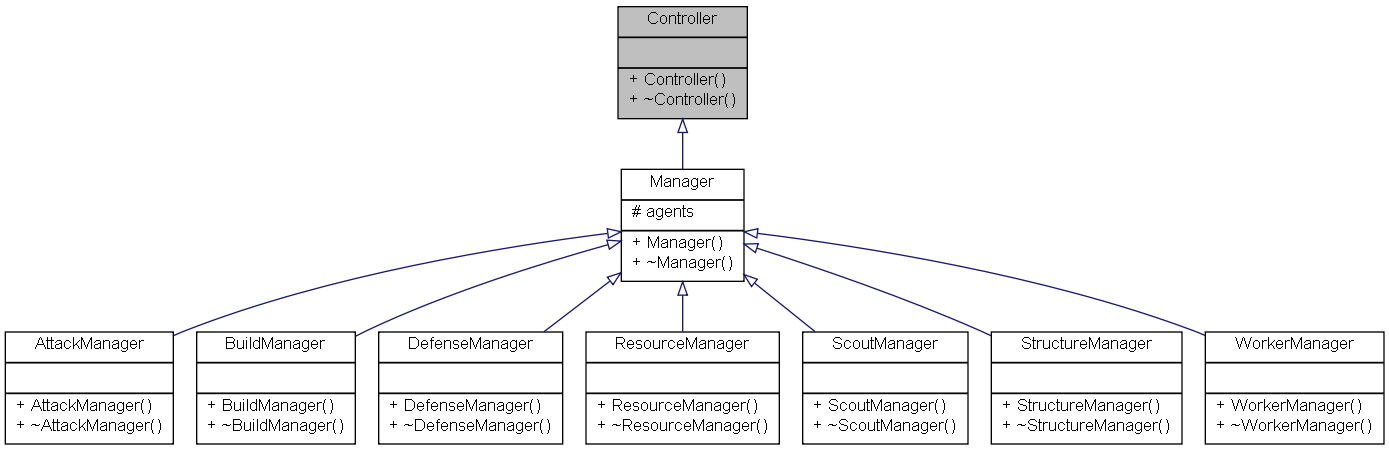 Controller
+ Controller()
+ ~Controller()
Manager
# agents
+ Manager()
+ ~Manager()
AttackManager
+ AttackManager()
+ ~AttackManager()
BuildManager
+ BuildManager()
+ ~BuildManager()
DefenseManager
+ DefenseManager()
+ ~DefenseManager()
ResourceManager
+ ResourceManager()
+ ~ResourceManager()
ScoutManager
+ ScoutManager()
+ ~ScoutManager()
StructureManager
+ StructureManager()
+ ~StructureManager()
WorkerManager
+ WorkerManager()
+ ~WorkerManager()